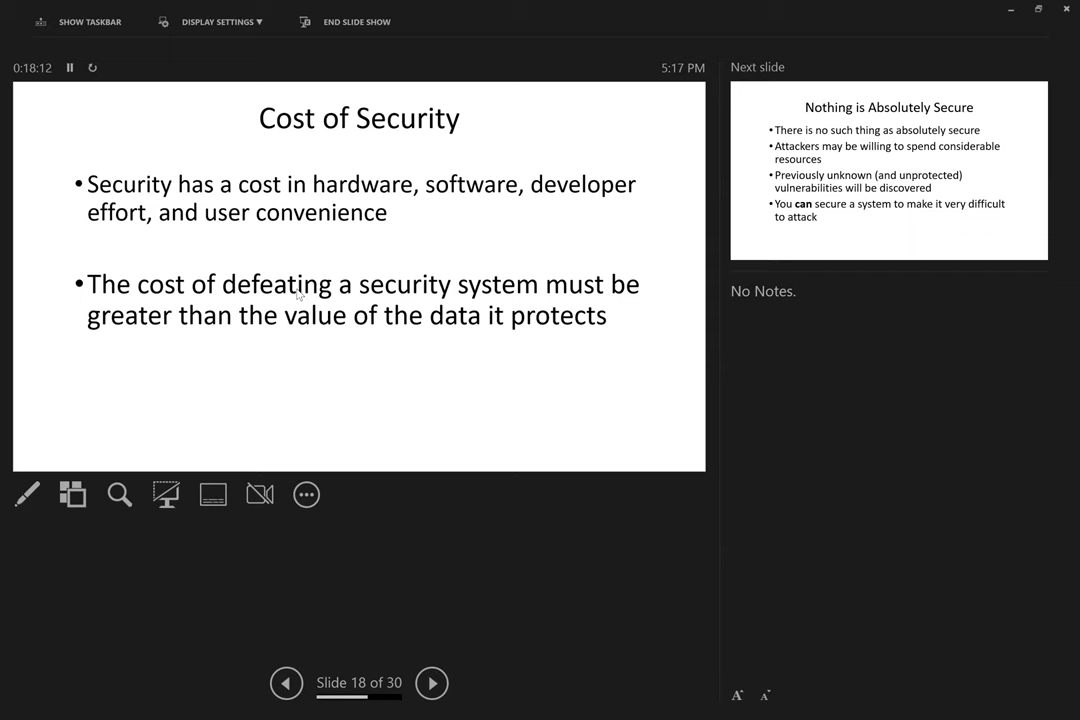 SHOW TASKBAR
DISPLAY SETTINGS ▼
END SLIDE SHOW
0:18:12
5:17 PM
Cost of Security
•Security has a cost in hardware, software, developer
effort, and user convenience
•The cost of defeating a security system must be
greater than the value of the data it protects
Slide 18 of 30
Next slide
Nothing is Absolutely Secure
•There is no such thing as absolutely secure
•Attackers may be willing to spend considerable
resources
•Previously unknown (and unprotected)
vulnerabilities will be discovered
•You can secure a system to make it very difficult
to attack
No Notes.
A A